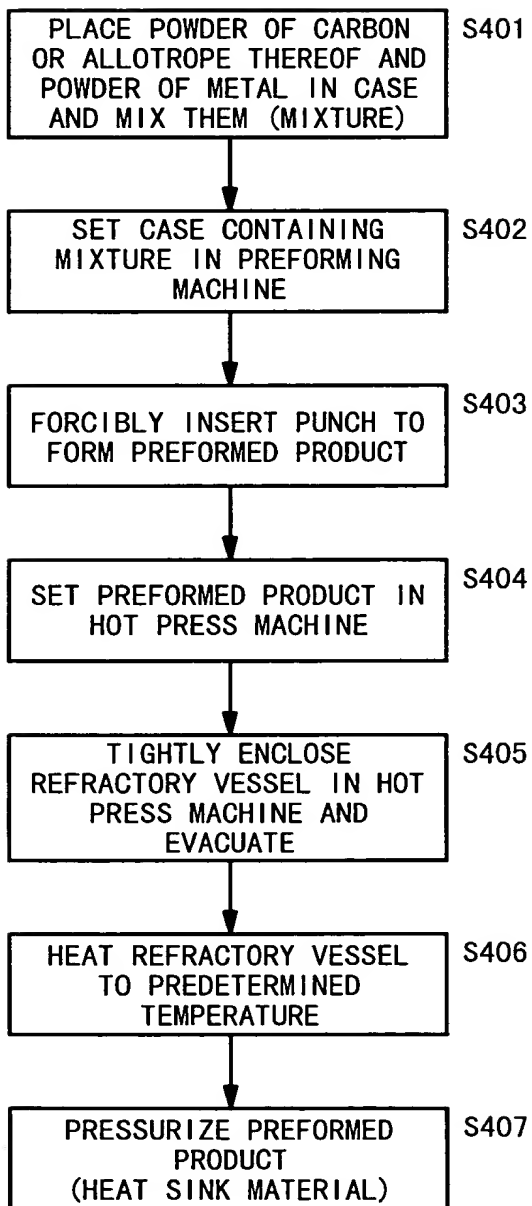 PLACE POWDER OF CARBON
OR ALLOTROPE THEREOF AND
POWDER OF METAL IN CASE
AND MIX THEM (MIXTURE)
S401
SET CASE CONTAINING
MIXTURE IN PREFORMING
MACHINE
S402
FORCIBLY INSERT PUNCH TO
FORM PREFORMED PRODUCT
S403
SET PREFORMED PRODUCT IN
HOT PRESS MACHINE
S404
TIGHTLY ENCLOSE
REFRACTORY VESSEL IN HOT
PRESS MACHINE AND
EVACUATE
S405
HEAT REFRACTORY VESSEL
TO PREDETERMINED
TEMPERATURE
S406
PRESSURIZE PREFORMED
PRODUCT
(HEAT SINK MATERIAL)
S407